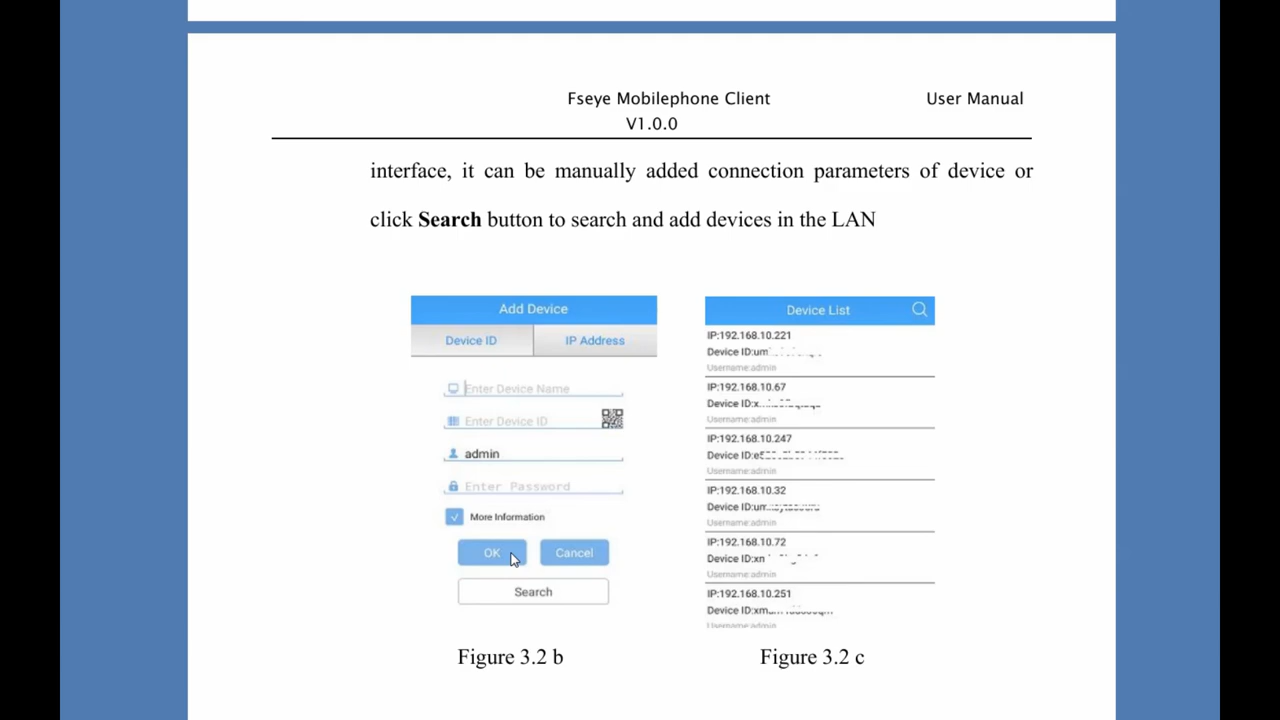 Fseye Mobilephone Client User Manual
V1.0.0
interface, it can be manually added connection parameters of device or
click Search button to search and add devices in the LAN
Add Device
Device ID IP Address
Enter Device Name
Enter Device ID
admin
Enter Password
More Information
OK Cancel
Search
Figure 3.2 b
Device List
IP:192.168.10.221
Device ID:um
Username:admin
IP:192.168.10.67
Device ID:x
Username:admin
IP:192.168.10.247
Device ID:
Username:admin
IP:192.168.10.32
Device ID:
Username:admin
IP:192.168.10.72
Device ID:xn
Username:admin
IP:192.168.10.251
Device ID:
Username:admin
Figure 3.2 c